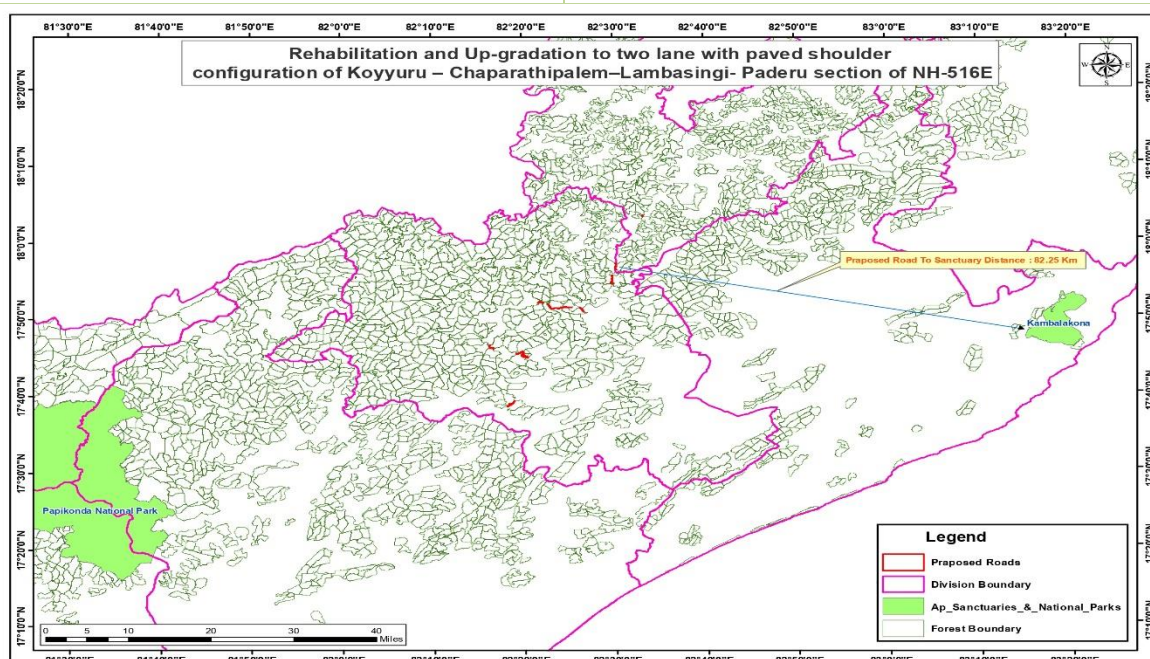 81°30'0"E 81°40'0"E 81°50'0"E 82°0'0"E 82°10'0"E 82°20'0"E 82°30'0"E 82°40'0"E 82°50'0"E 83°0'0"E 83°10'0"E 83°20'0"E
Rehabilitation and Up-gradation to two lane with paved shoulder
configuration of Koyyuru – Chaparathipalem–Lambasingi- Paderu section of NH-516E
N
W E
S
18°20'0"N
18°10'0"N
18°0'0"N
17°50'0"N
17°40'0"N
17°30'0"N
17°20'0"N
17°10'0"N
Proposed Road To Sanctuary Distance : 82.25 Km
Kambalakona
Papikonda National Park
Legend
Proposed Roads
Division Boundary
Ap_Sanctuaries_&_National_Parks
Forest Boundary
0 5 10 20 30 40
Miles